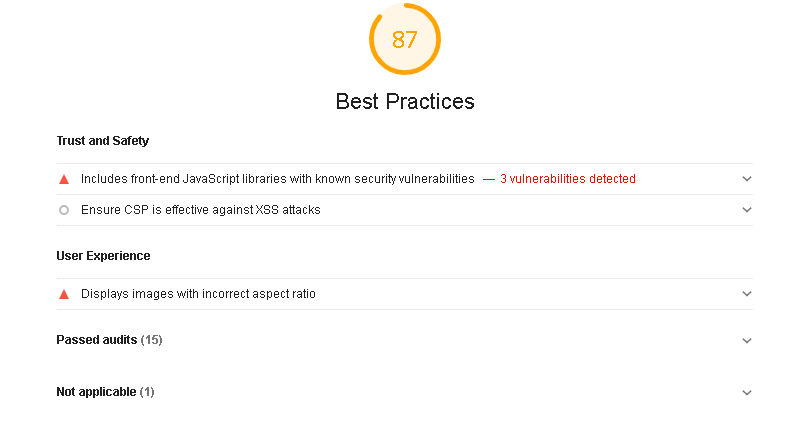 87
Best Practices
Trust and Safety
Includes front-end JavaScript libraries with known security vulnerabilities — 3 vulnerabilities detected
Ensure CSP is effective against XSS attacks
User Experience
Displays images with incorrect aspect ratio
Passed audits (15)
Not applicable (1)